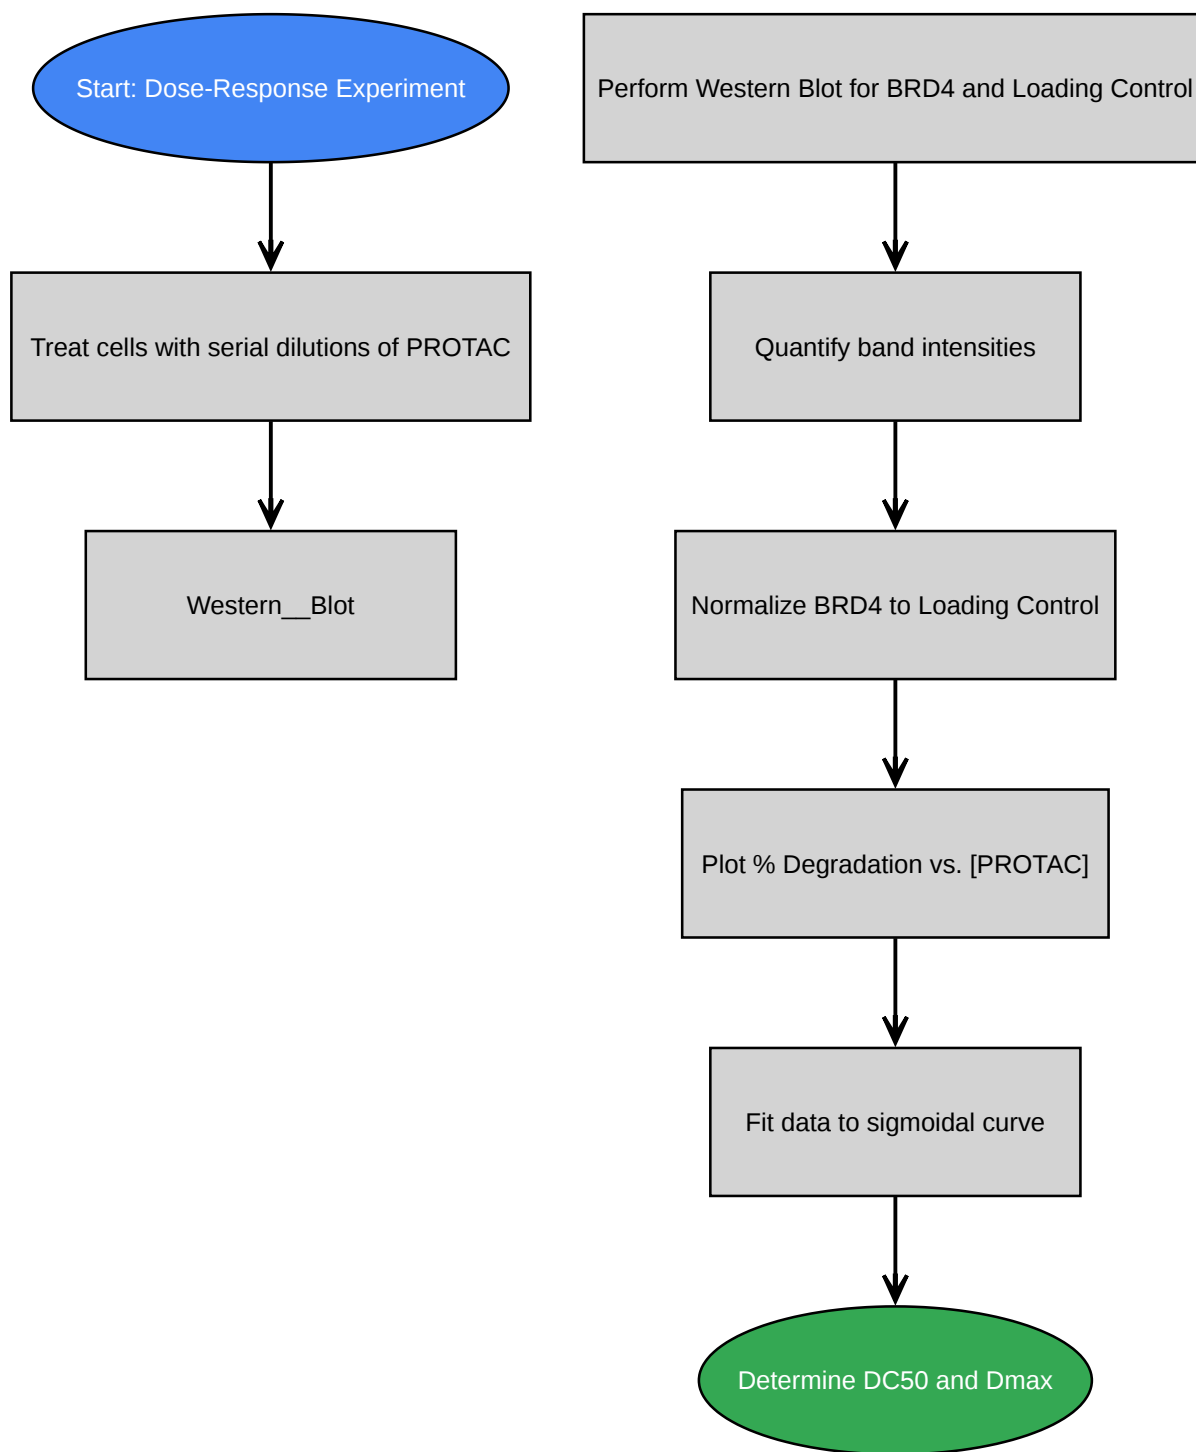 Start: Dose-Response Experiment
Treat cells with serial dilutions of PROTAC
Western__Blot
Perform Western Blot for BRD4 and Loading Control
Quantify band intensities
Normalize BRD4 to Loading Control
Plot % Degradation vs. [PROTAC]
Fit data to sigmoidal curve
Determine DC50 and Dmax